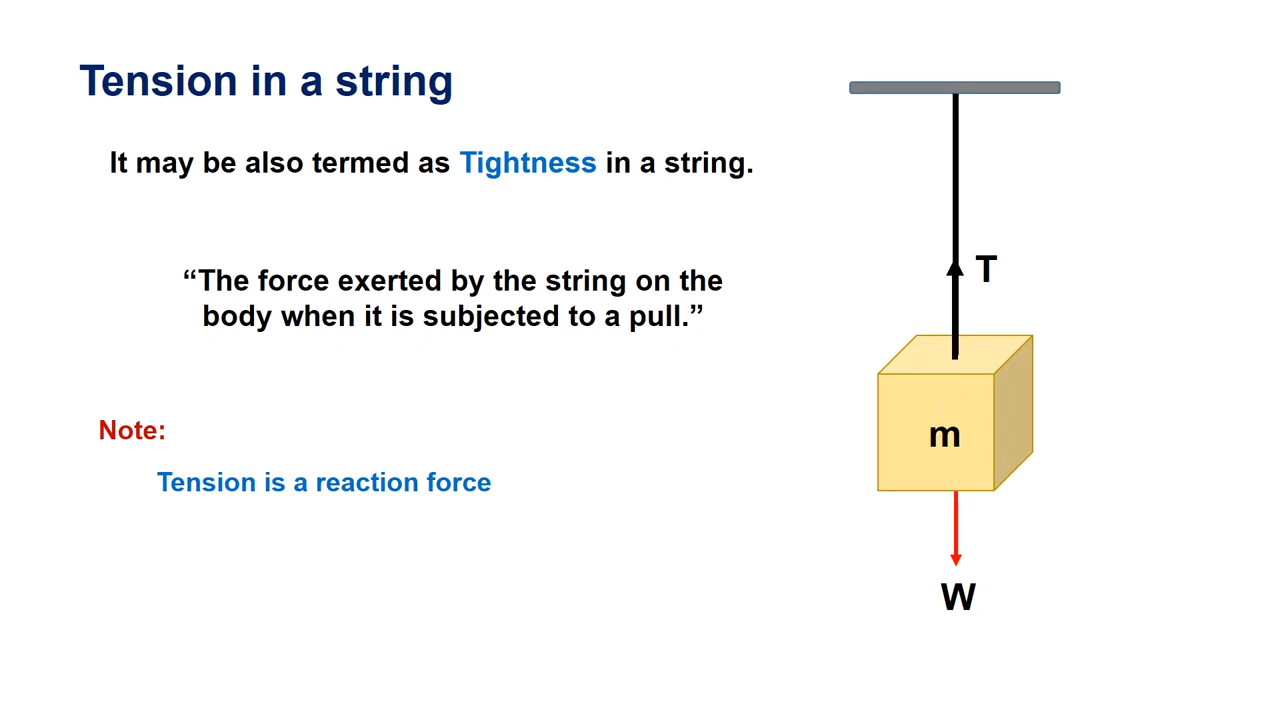 Tension in a string
It may be also termed as Tightness in a string.
“The force exerted by the string on the
body when it is subjected to a pull.”
Note:
Tension is a reaction force
T
m
W